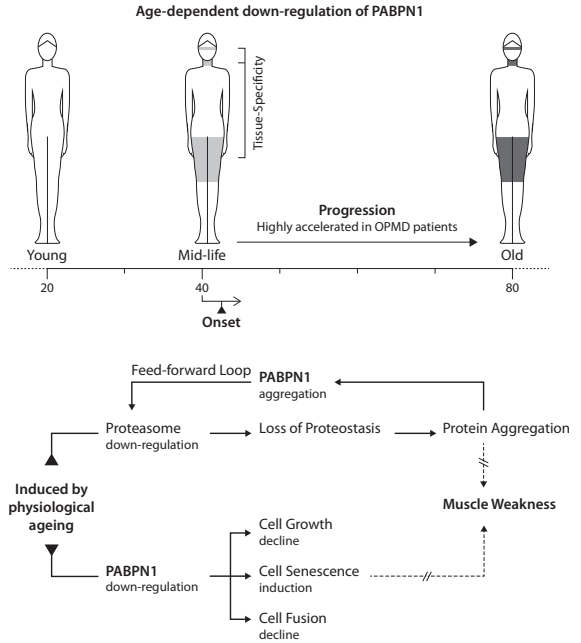 Age-dependent down-regulation of PABPN1
Tissue-Specificity
Progression
Highly accelerated in OPMD patients
Young
Mid-life
Old
20
40
80
Onset
Feed-forward Loop
PABPN1
aggregation
Proteasome
down-regulation
Loss of Proteostasis
Protein Aggregation
Induced by
physiological
ageing
Muscle Weakness
Cell Growth
decline
PABPN1
down-regulation
Cell Senescence
induction
Cell Fusion
decline